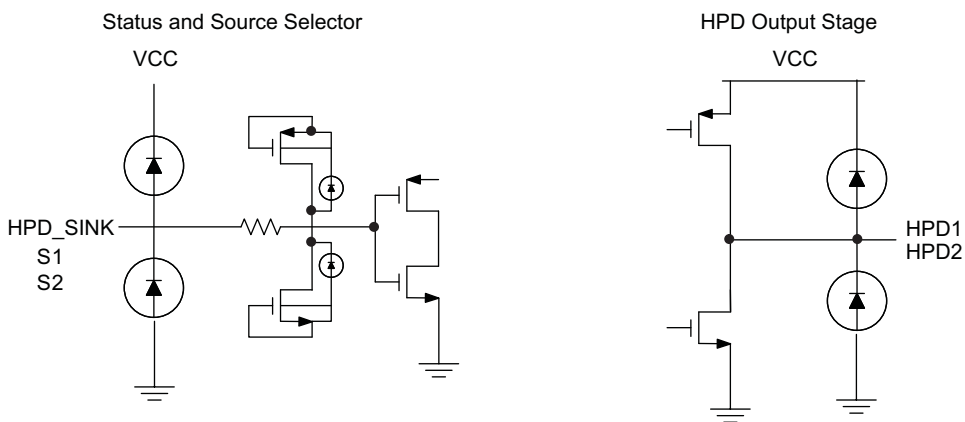 Status and Source Selector
VCC
HPD_SINK
S1
S2
HPD Output Stage
VCC
HPD1
HPD2